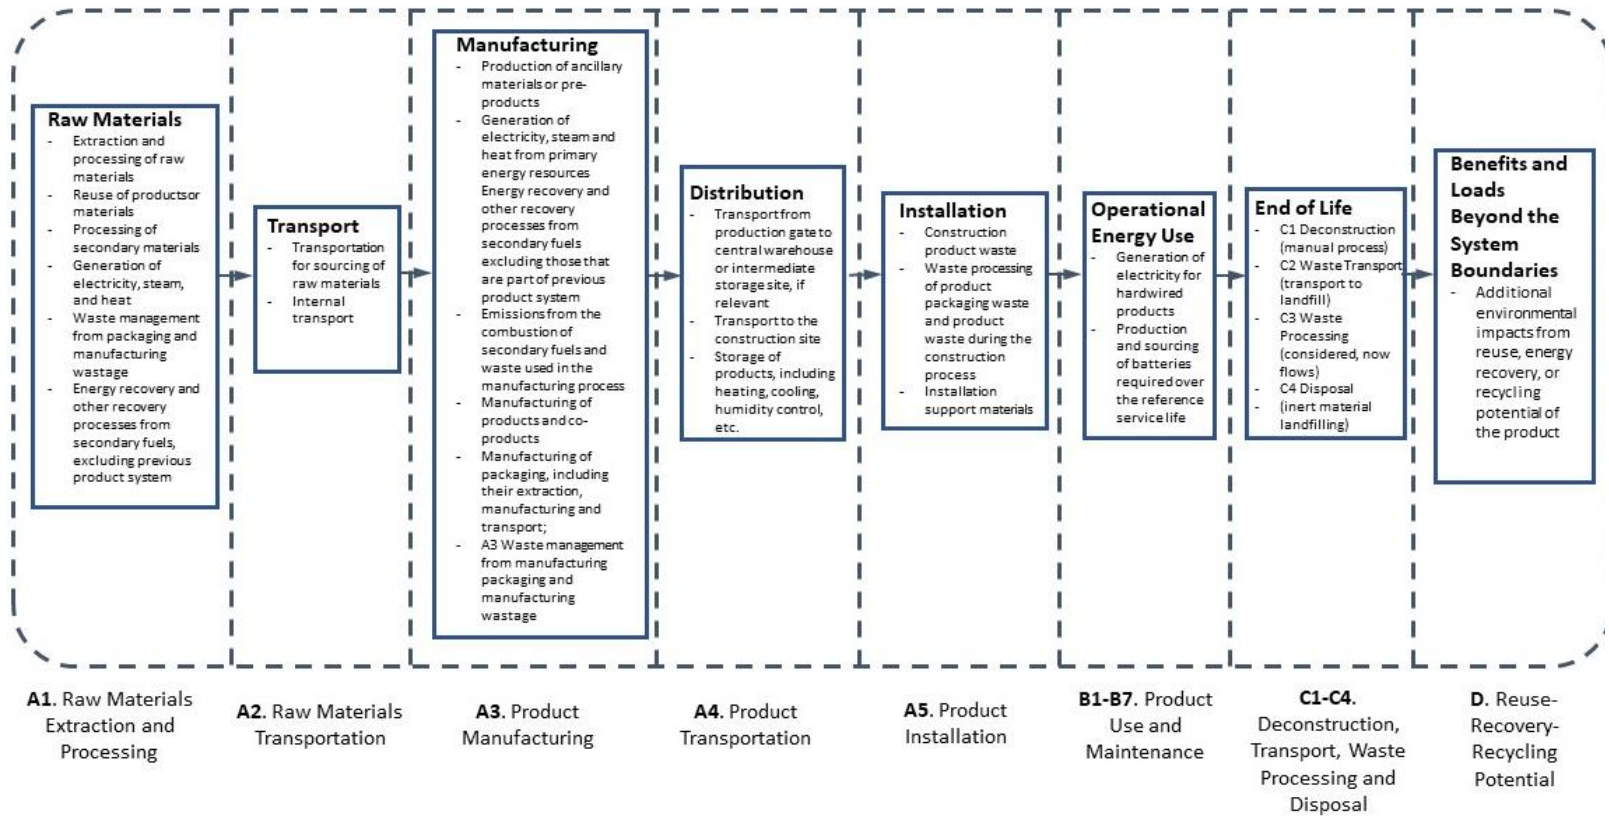 Raw Materials
- Extraction and
processing of raw
materials
- Reuse of productsor
materials
- Processing of
secondary materials
- Generation of
electricity, steam,
and heat
- Waste management
from packaging and
manufacturing
wastage
- Energy recovery and
other recovery
processes from
secondary fuels,
excluding previous
product system
Transport
- Transportation
for sourcing of
raw materials
- Internal
transport
Manufacturing
- Production of ancillary
materials or pre-
products
- Generation of
electricity, steam and
heat from primary
energy resources
Energy recovery and
other recovery
processes from
secondary fuels
excluding those that
are part of previous
product system
- Emissions from the
combustion of
secondary fuels and
waste used in the
manufacturing process
- Manufacturing of
products and co-
products
- Manufacturing of
packaging, including
their extraction,
manufacturing and
transport;
- A3 Waste management
from manufacturing
packaging and
manufacturing
wastage
Distribution
- Transport from
production gate to
central warehouse
or intermediate
storage site, if
relevant
- Transport to the
construction site
- Storage of
products, including
heating, cooling,
humidity control,
etc.
Installation
- Construction
product waste
- Waste processing
of product
packaging waste
and product
waste during the
construction
process
- Installation
support materials
Operational
Energy Use
- Generation of
electricity for
hardwired
products
- Production
and sourcing
of batteries
required over
the reference
service life
End of Life
- C1 Deconstruction
(manual process)
- C2 Waste Transport
(transport to
landfill)
- C3 Waste
Processing
(considered, now
flows)
- C4 Disposal
- (inert material
landfilling)
Benefits and
Loads
Beyond the
System
Boundaries
- Additional
environmental
impacts from
reuse, energy
recovery, or
recycling
potential of
the product
A1. Raw Materials
Extraction and
Processing
A2. Raw Materials
Transportation
A3. Product
Manufacturing
A4. Product
Transportation
A5. Product
Installation
B1-B7. Product
Use and
Maintenance
C1-C4.
Deconstruction,
Transport, Waste
Processing and
Disposal
D. Reuse-
Recovery-
Recycling
Potential